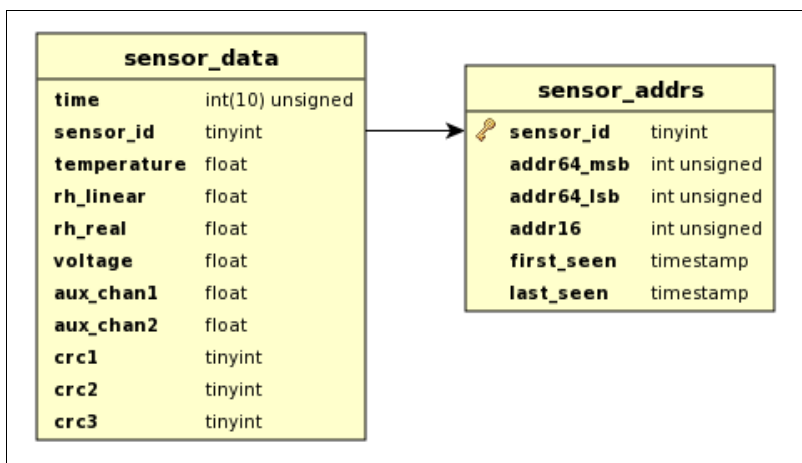 sensor_data
time int(10) unsigned
sensor_id tinyint
temperature float
rh_linear float
rh_real float
voltage float
aux_chan1 float
aux_chan2 float
crc1 tinyint
crc2 tinyint
crc3 tinyint
sensor_addrs
sensor_id tinyint
addr64_msb int unsigned
addr64_lsb int unsigned
addr16 int unsigned
first_seen timestamp
last_seen timestamp